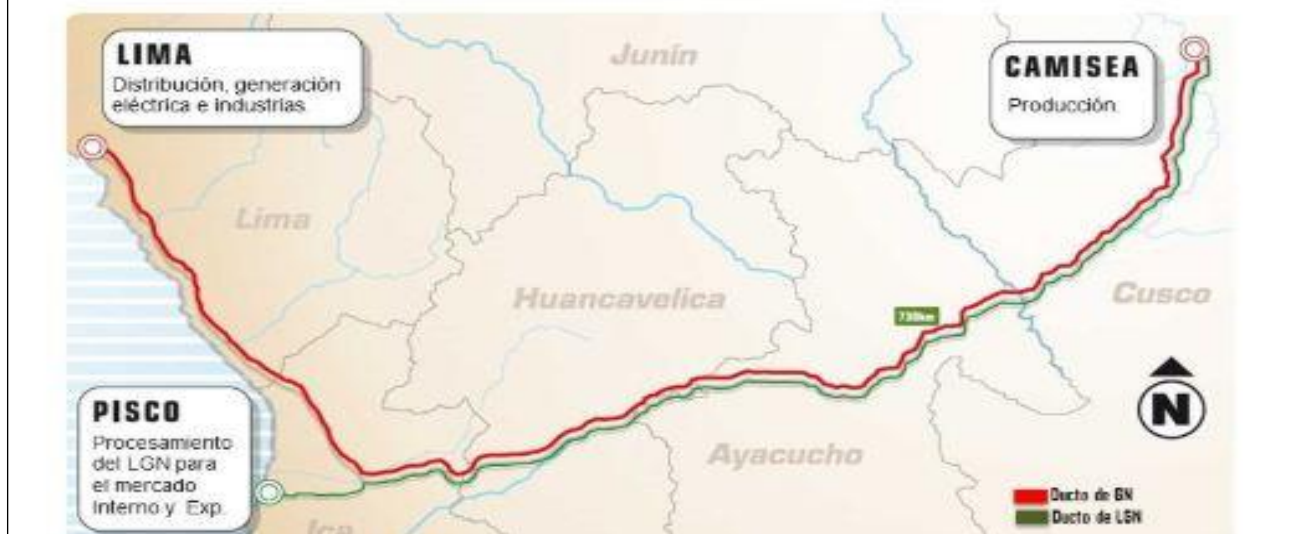 LIMA
Distribución, generación
eléctrica e industrias
Junín
CAMISEA
Producción
Lima
Huancavelica
730km
Cusco
PISCO
Procesamiento
del LGN para
el mercado
Interno y Exp.
N
Ayacucho
Ica
Ducto de GN
Ducto de LGN